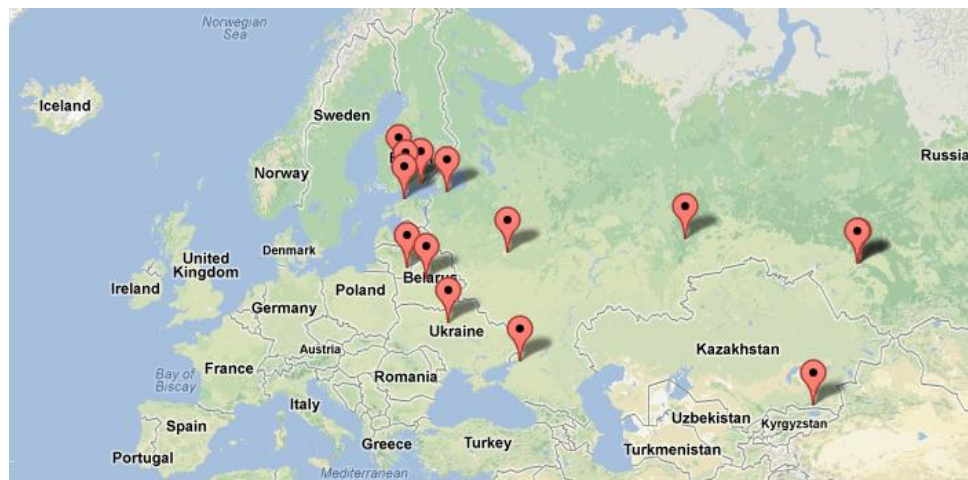 Norwegian
Sea
Iceland
Sweden
Russia
Norway
Denmark
United
Kingdom
Ireland
Belarus
Poland
Germany
Ukraine
Austria
Kazakhstan
France
Bay of
Biscay
Romania
Italy
Uzbekistan
Kyrgyzstan
Spain
Greece
Turkey
Turkmenistan
Portugal
Mediterranean